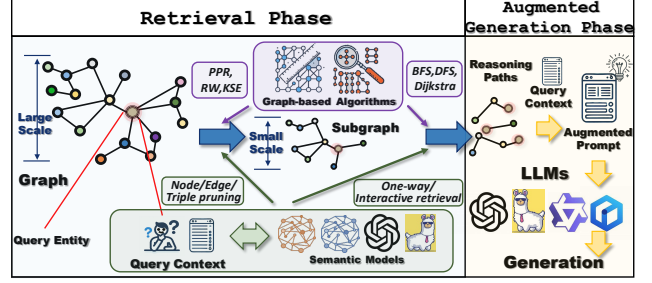 Retrieval Phase
Augmented
Generation Phase
Large
Scale
Graph
Query Entity
PPR,
RW,KSE
Graph-based Algorithms
BFS,DFS,
Dijkstra
Small
Scale
Subgraph
Node/Edge/
Triple pruning
One-way/
Interactive retrieval
Query Context
Semantic Models
Reasoning
Paths
Query
Context
Augmented
Prompt
LLMs
Generation